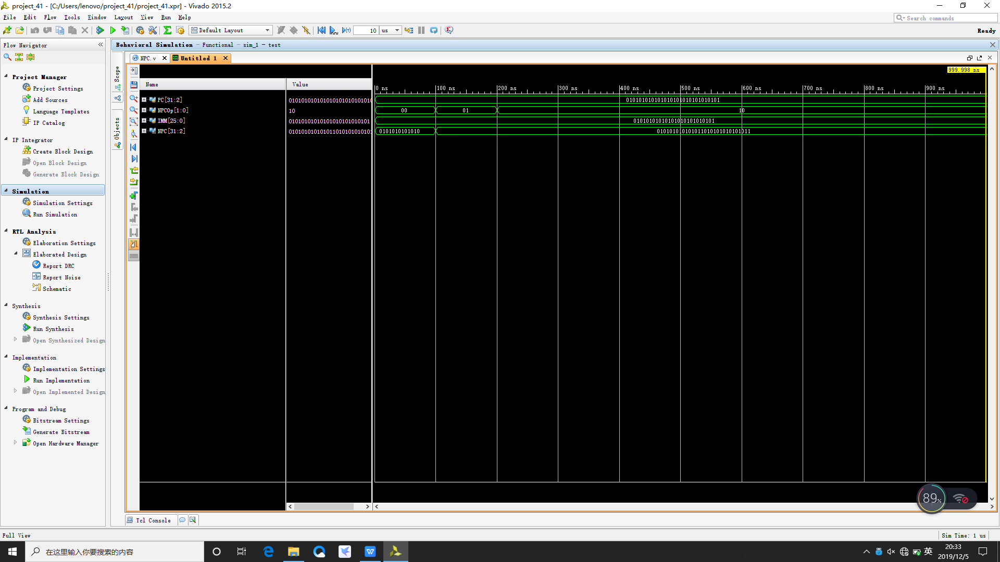 project_41 - [C:/Users/lenovo/project_41/project_41.xpr] - Vivado 2015.2
File Edit Flow Tools Window Layout View Run Help
Search commands
Default Layout
10
us
Ready
Flow Navigator
Behavioral Simulation - Functional - sim_1 - test
NPC.v
Untitled 1
Scope
Objects
Project Manager
Project Settings
Add Sources
Language Templates
IP Catalog
IP Integrator
Create Block Design
Open Block Design
Generate Block Design
Simulation
Simulation Settings
Run Simulation
RTL Analysis
Elaboration Settings
Elaborated Design
Report DRC
Report Noise
Schematic
Synthesis
Synthesis Settings
Run Synthesis
Open Synthesized Design
Implementation
Implementation Settings
Run Implementation
Open Implemented Design
Program and Debug
Bitstream Settings
Generate Bitstream
Open Hardware Manager
Name Value
999.998 ns
0 ns 100 ns 200 ns 300 ns 400 ns 500 ns 600 ns 700 ns 800 ns 900 ns
PC[31:2] 010101010101010101010101010 010101010101010101010101010101
NPCOp[1:0] 10 00 01 10
IMM[25:0] 01010101010101010101010101 01010101010101010101010101
NPC[31:2] 010101010101011010101010101 0101010101010 010101010101011010101010101011
89%
Tcl Console
Full View
Sim Time: 1 us
在这里输入你要搜索的内容
英
20:33
2019/12/5